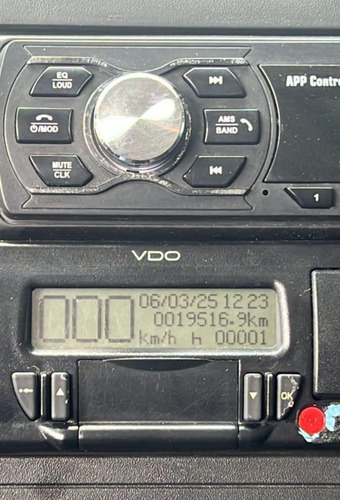 EQ
LOUD
APP Contro
⏻/MOD
AMS
BAND
MUTE
CLK
1
VDO
06/03/25 12 23
000
0019516.9km
km/h h 00001
OK